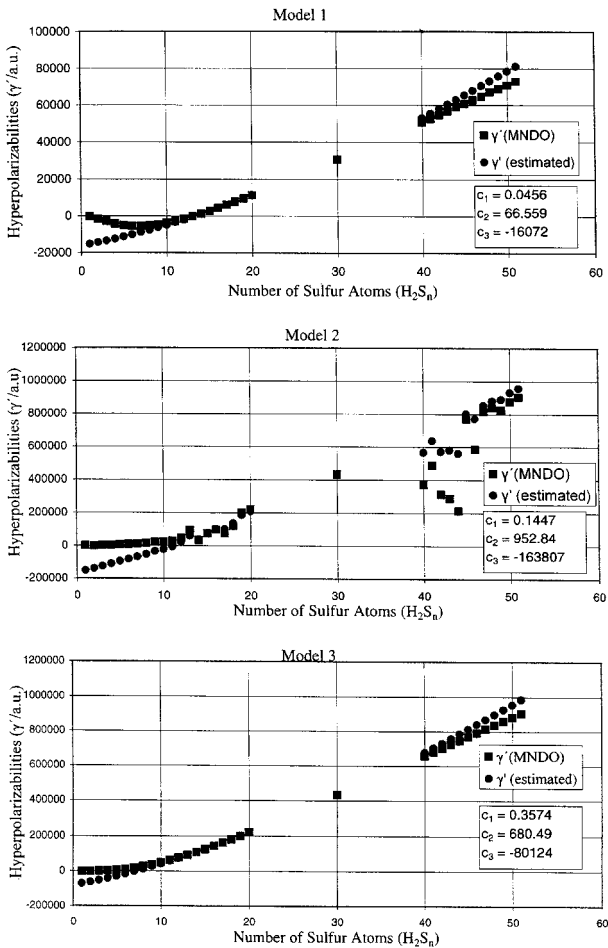 Model 1
Hyperpolarizabilities (γ´/a.u.)
100000
80000
60000
40000
20000
0
-20000
0 10 20 30 40 50 60
Number of Sulfur Atoms (H₂Sₙ)
γ´(MNDO)
γ' (estimated)
c₁ = 0.0456
c₂ = 66.559
c₃ = -16072
Model 2
Hyperpolarizabilities (γ´/a.u)
1200000
1000000
800000
600000
400000
200000
0
-200000
0 10 20 30 40 50 60
Number of Sulfur Atoms (H₂Sₙ)
γ´(MNDO)
γ' (estimated)
c₁ = 0.1447
c₂ = 952.84
c₃ = -163807
Model 3
Hyperpolarizabilities (γ´/a.u.)
1200000
1000000
800000
600000
400000
200000
0
-200000
0 10 20 30 40 50 60
Number of Sulfur Atoms (H₂Sₙ)
γ´(MNDO)
γ' (estimated)
c₁ = 0.3574
c₂ = 680.49
c₃ = -80124